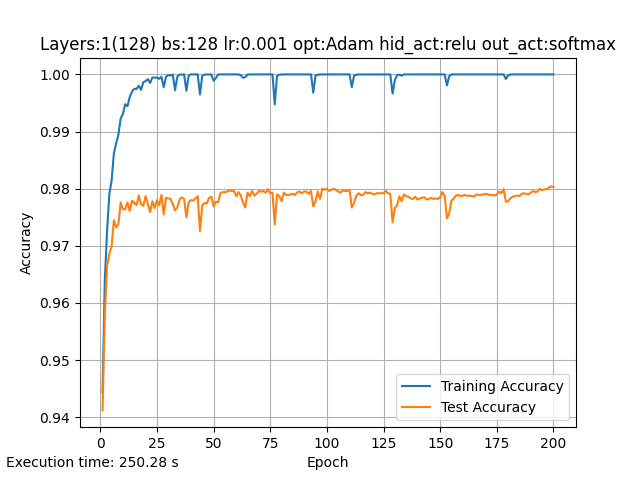 Layers:1(128) bs:128 lr:0.001 opt:Adam hid_act:relu out_act:softmax
1.00
0.99
0.98
0.97
0.96
0.95
0.94
Accuracy
Training Accuracy
Test Accuracy
0 25 50 75 100 125 150 175 200
Execution time: 250.28 s Epoch